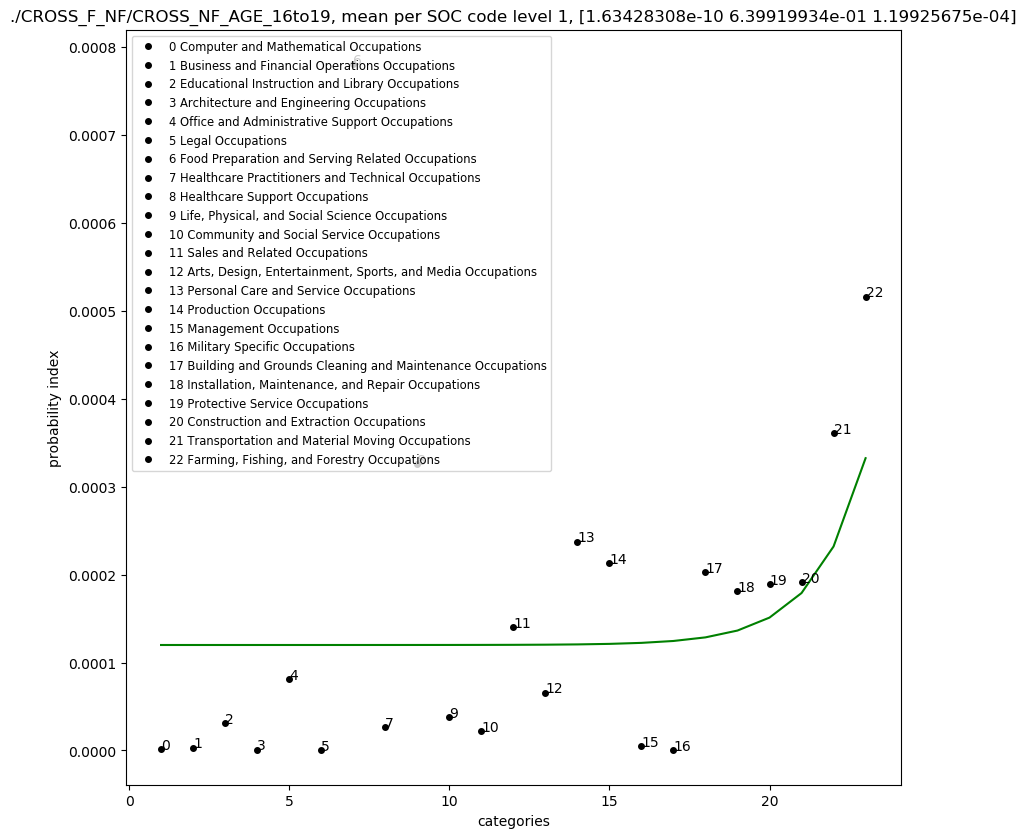 ./CROSS_F_NF/CROSS_NF_AGE_16to19, mean per SOC code level 1, [1.63428308e-10 6.39919934e-01 1.19925675e-04]
0 Computer and Mathematical Occupations
1 Business and Financial Operations Occupations
2 Educational Instruction and Library Occupations
3 Architecture and Engineering Occupations
4 Office and Administrative Support Occupations
5 Legal Occupations
6 Food Preparation and Serving Related Occupations
7 Healthcare Practitioners and Technical Occupations
8 Healthcare Support Occupations
9 Life, Physical, and Social Science Occupations
10 Community and Social Service Occupations
11 Sales and Related Occupations
12 Arts, Design, Entertainment, Sports, and Media Occupations
13 Personal Care and Service Occupations
14 Production Occupations
15 Management Occupations
16 Military Specific Occupations
17 Building and Grounds Cleaning and Maintenance Occupations
18 Installation, Maintenance, and Repair Occupations
19 Protective Service Occupations
20 Construction and Extraction Occupations
21 Transportation and Material Moving Occupations
22 Farming, Fishing, and Forestry Occupations
0.0008
0.0007
0.0006
0.0005
0.0004
0.0003
0.0002
0.0001
0.0000
probability index
6
22
21
13
14
17
18
19
20
11
12
4
2
9
7
10
0
1
3
5
15
16
0
5
10
15
20
categories